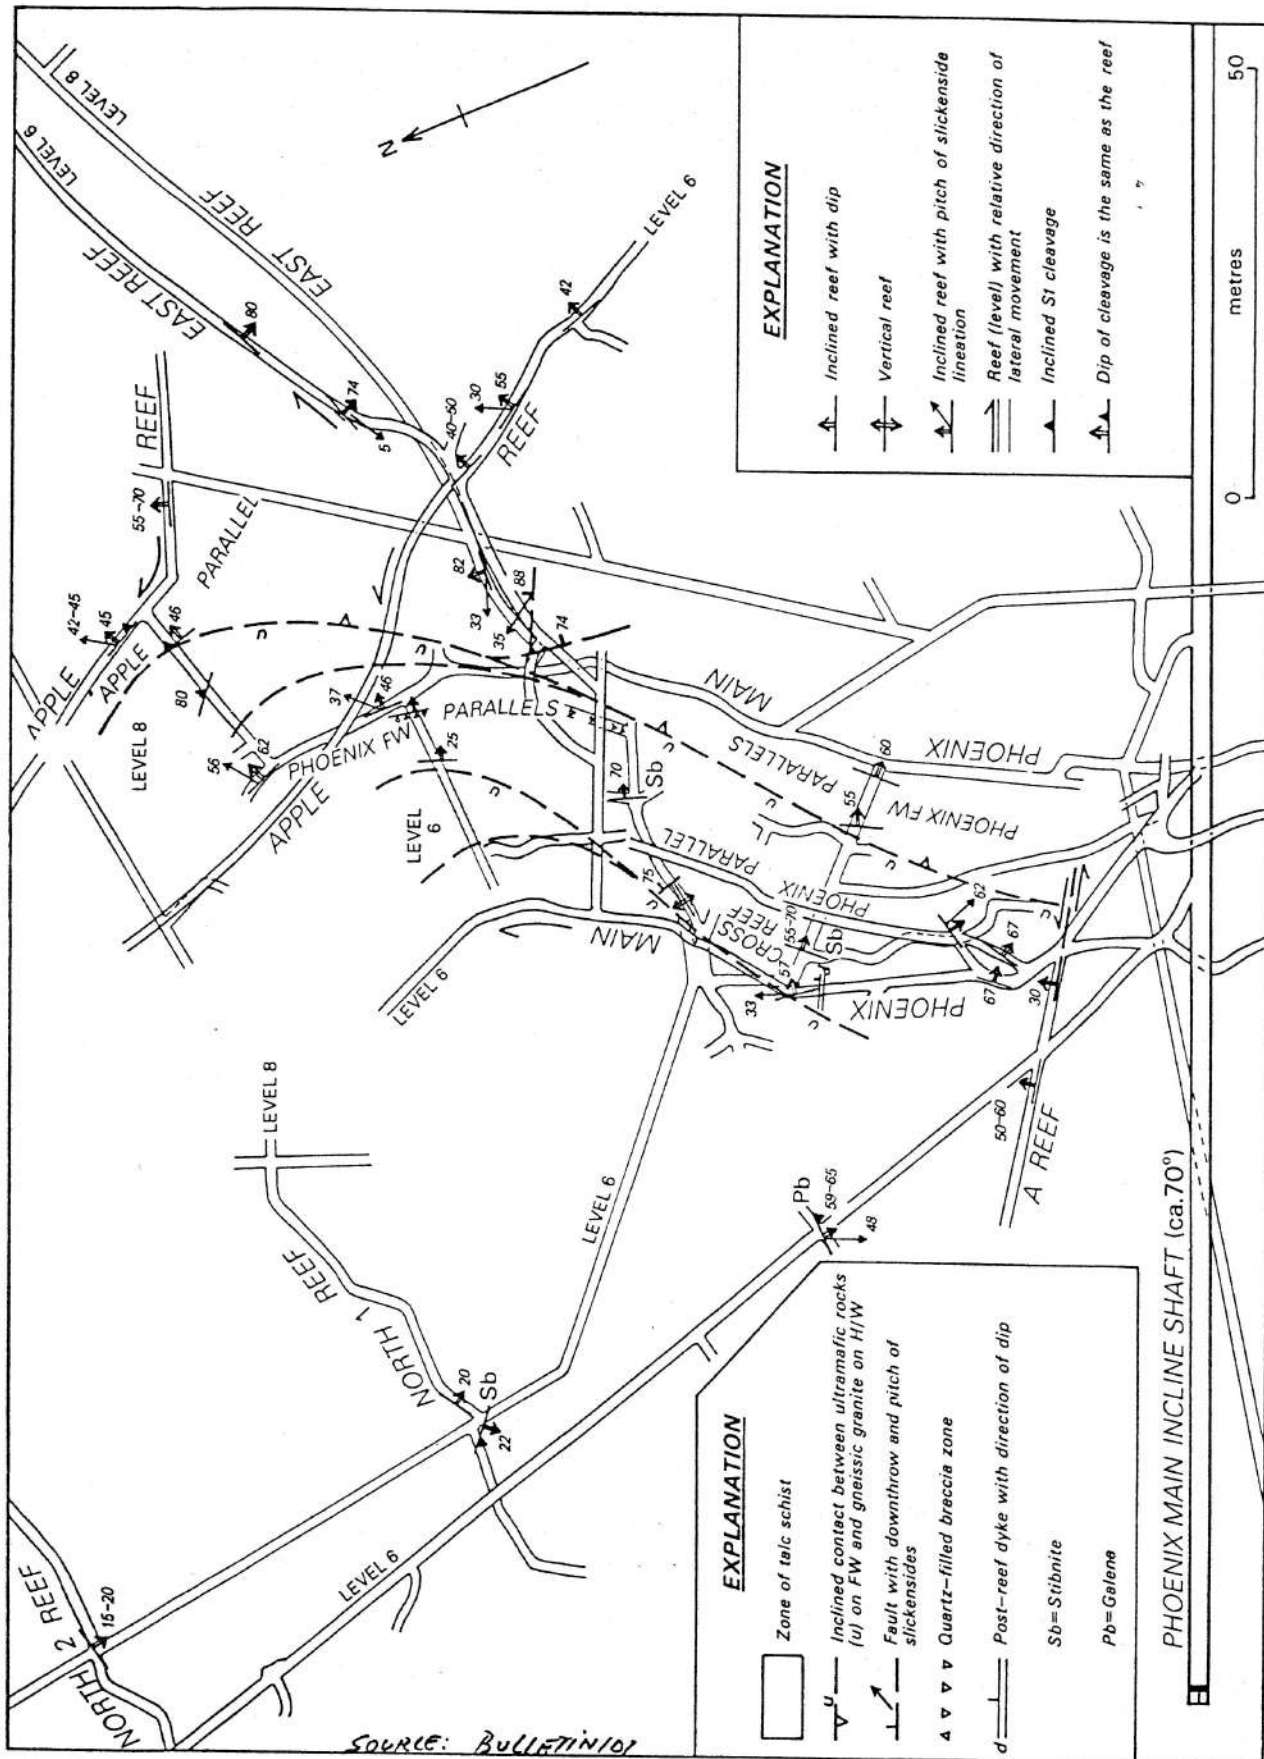 LEVEL 6
LEVEL 8
EAST REEF
EAST REEF
N
80
74
5
LEVEL 6
42
55
30
40-50
REEF
REEF
55-70
PARALLEL
42-45
45
46
APPLE
APPLE
80
LEVEL 8
56
62
PHOENIX FW
PARALLELS
37
46
APPLE
25
LEVEL
6
82
33
88
35
74
MAIN
PHOENIX
60
PARALLELS
55
PHOENIX FW
70
Sb
PARALLEL
PHOENIX
75
CROSS
REEF
55-70
Sb
57
62
67
67
30
MAIN
PHOENIX
33
LEVEL 6
LEVEL 8
NORTH 1
REEF
LEVEL 6
20
Sb
22
NORTH 2 REEF
15-20
LEVEL 6
Pb
59-65
48
50-60
A REEF
PHOENIX MAIN INCLINE SHAFT (ca.70°)
EXPLANATION
Inclined reef with dip
Vertical reef
Inclined reef with pitch of slickenside
lineation
Reef (level) with relative direction of
lateral movement
Inclined S1 cleavage
Dip of cleavage is the same as the reef
0
50
metres
EXPLANATION
Zone of talc schist
u
Inclined contact between ultramafic rocks
(u) on FW and gneissic granite on H/W
Fault with downthrow and pitch of
slickensides
Quartz-filled breccia zone
d
Post-reef dyke with direction of dip
Sb=Stibnite
Pb=Galena
SOURCE: BULLETIN 101